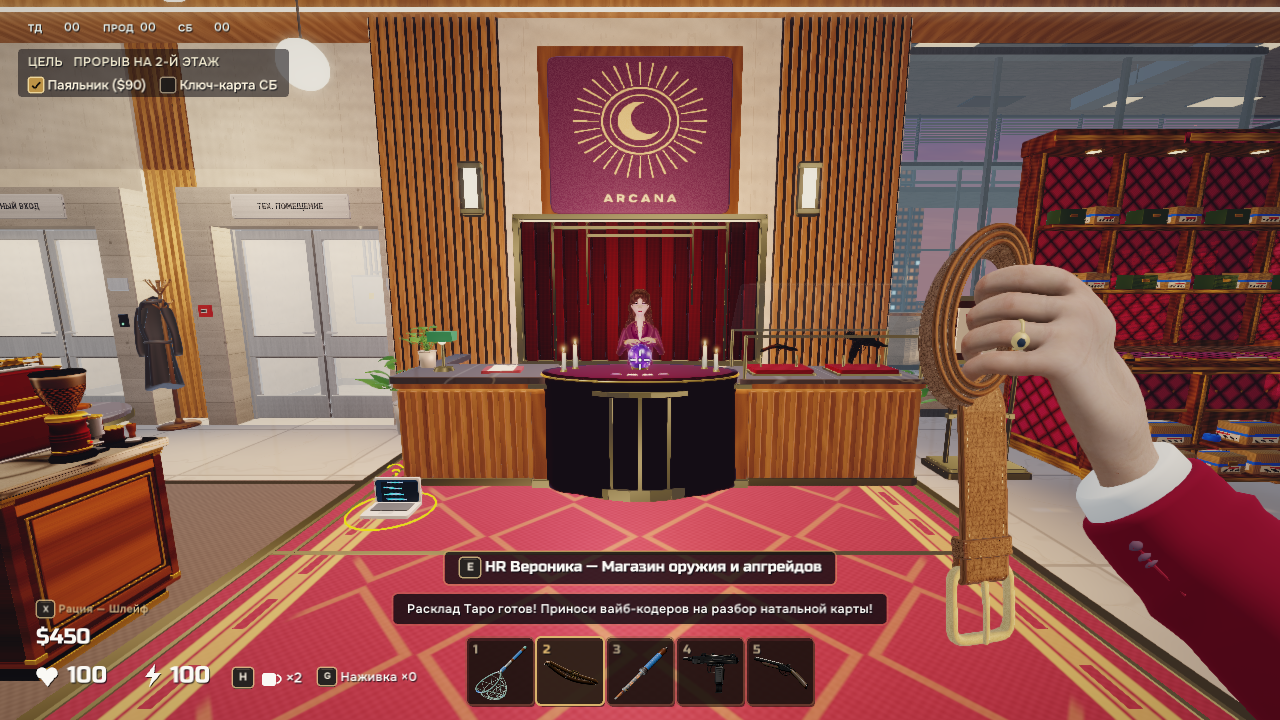 ТД 00 ПРОД 00 СБ 00
ЦЕЛЬ ПРОРЫВ НА 2-Й ЭТАЖ
Паяльник ($90) Ключ-карта СБ
ARCANA
ВХОД
ТЕХ. ПОМЕЩЕНИЕ
E HR Вероника — Магазин оружия и апгрейдов
Расклад Таро готов! Приноси вайб-кодеров на разбор натальной карты!
X Рация — Шлейф
$450
100 100 H ×2 G Наживка ×0
1 2 3 4 5